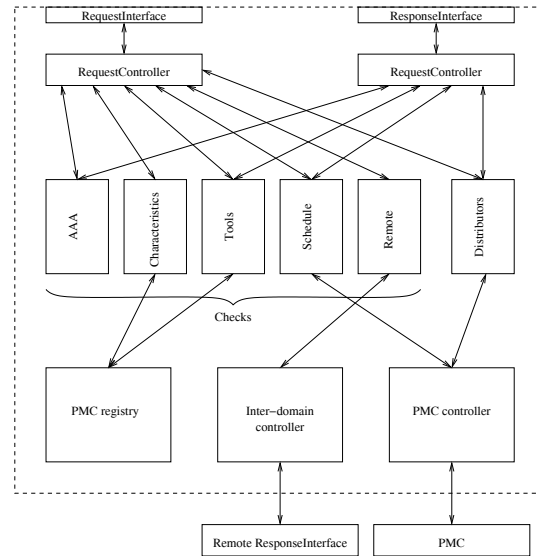 RequestInterface
ResponseInterface
RequestController
RequestController
AAA
Characteristics
Tools
Schedule
Remote
Distributors
Checks
PMC registry
Inter-domain
controller
PMC controller
Remote ResponseInterface
PMC